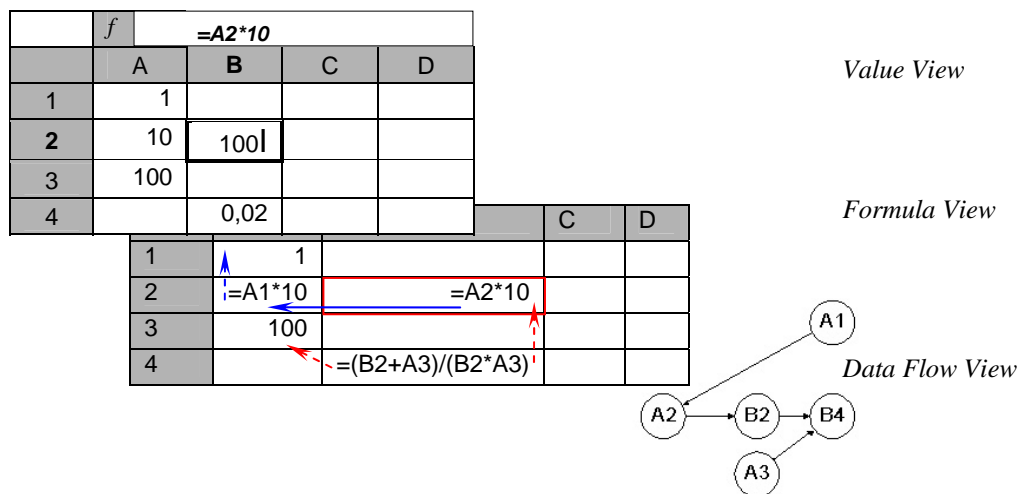 f =A2*10
A B C D
Value View
1 1
2 10 100
3 100
4 0,02
Formula View
C D
1 1
2 =A1*10 =A2*10
3 100
4 =(B2+A3)/(B2*A3)
Data Flow View
A1
A2 B2 B4
A3